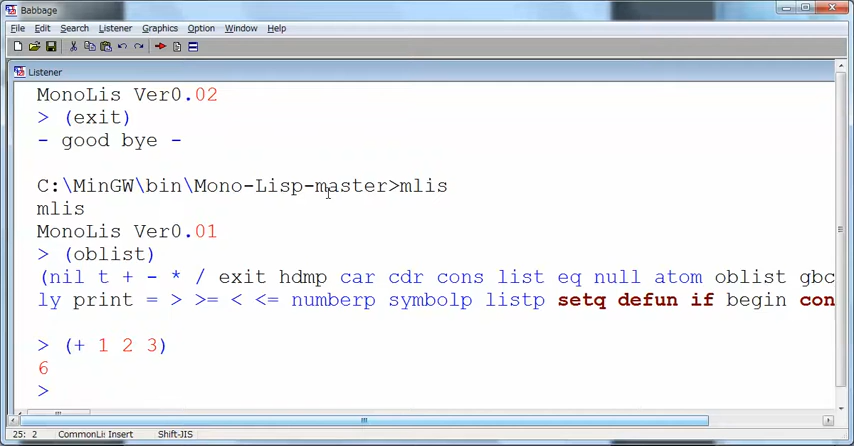 Babbage
File Edit Search Listener Graphics Option Window Help
Listener
MonoLis Ver0.02
> (exit)
- good bye -
C:\MinGW\bin\Mono-Lisp-master>mlis
mlis
MonoLis Ver0.01
> (oblist)
(nil t + - * / exit hdmp car cdr cons list eq null atom oblist gbc
ly print = > >= < <= numberp symbolp listp setq defun if begin con
> (+ 1 2 3)
6
>
25: 2 CommonLi: Insert Shift-JIS